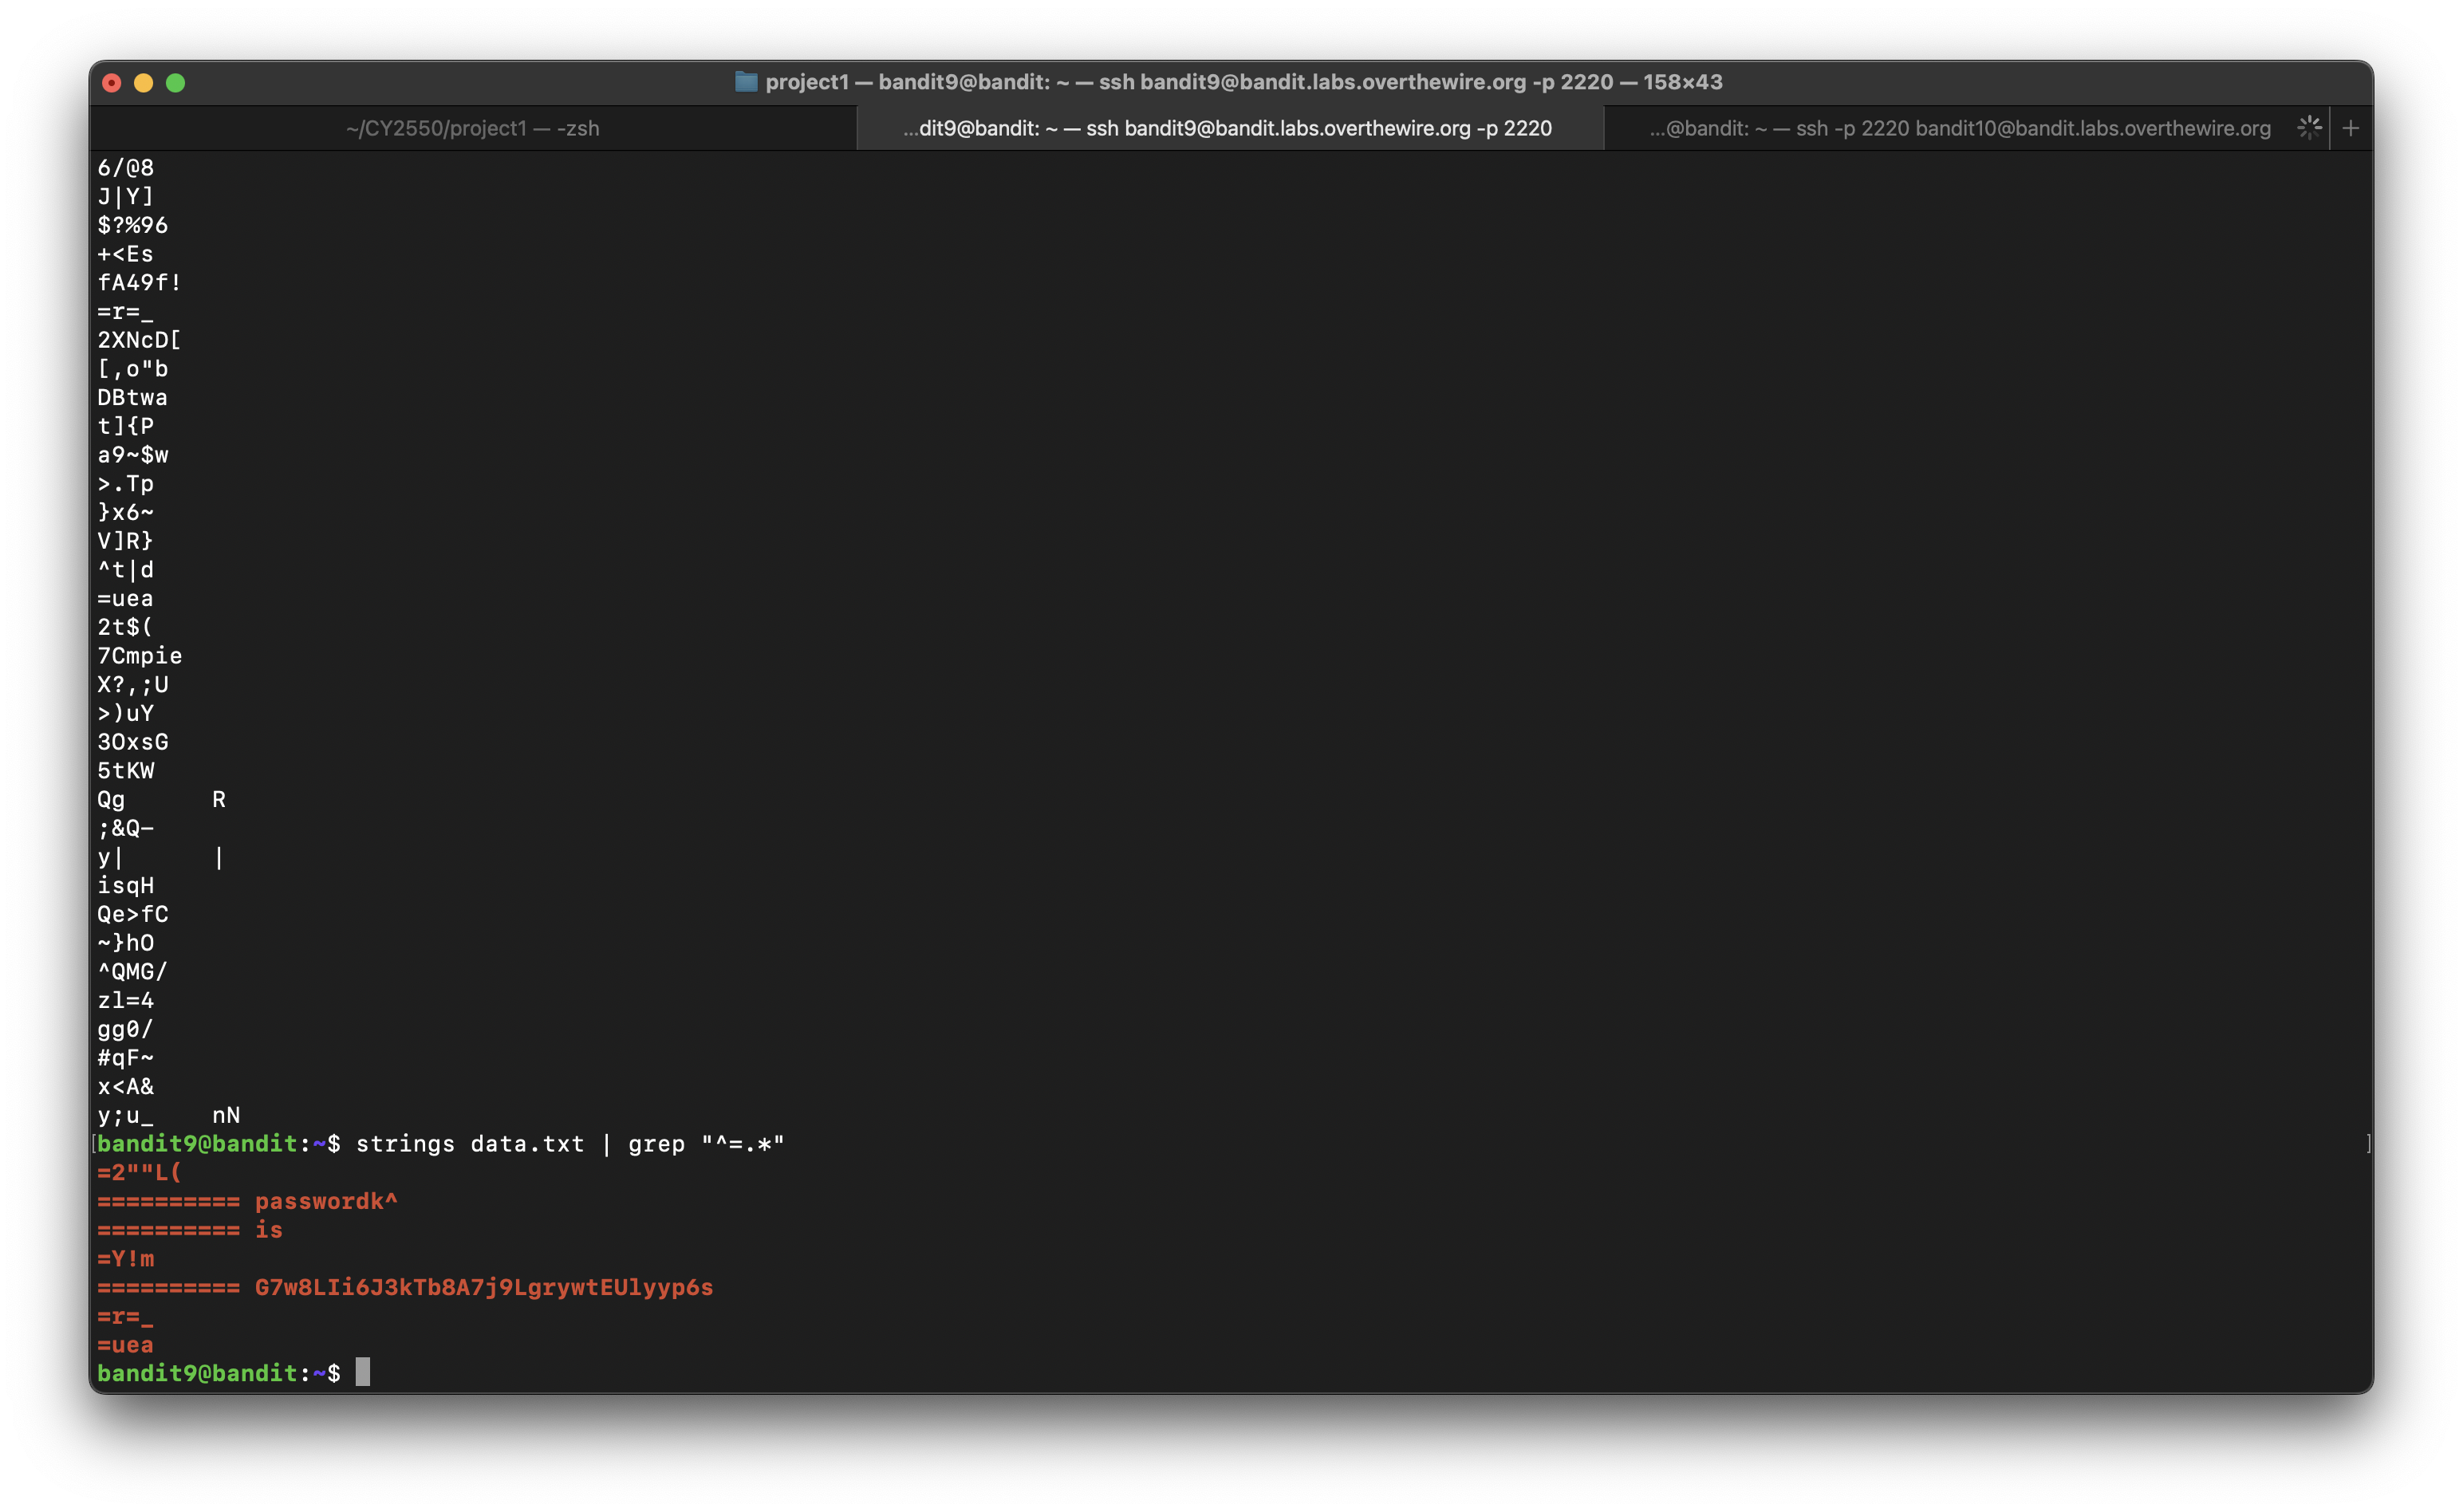 project1 — bandit9@bandit: ~ — ssh bandit9@bandit.labs.overthewire.org -p 2220 — 158×43
~/CY2550/project1 — -zsh
...dit9@bandit: ~ — ssh bandit9@bandit.labs.overthewire.org -p 2220
...@bandit: ~ — ssh -p 2220 bandit10@bandit.labs.overthewire.org
6/@8
J|Y]
$?%96
+<Es
fA49f!
=r=_
2XNcD[
[,o"b
DBtwa
t]{P
a9~$w
>.Tp
}x6~
V]R}
^t|d
=uea
2t$(
7Cmpie
X?,;U
>)uY
3OxsG
5tKW
Qg      R
;&Q-
y|      |
isqH
Qe>fC
~}hO
^QMG/
zl=4
gg0/
#qF~
x<A&
y;u_    nN
[bandit9@bandit:~$ strings data.txt | grep "^=.*" ]
=2""L(
========== passwordk^
========== is
=Y!m
========== G7w8LIi6J3kTb8A7j9LgrywtEUlyyp6s
=r=_
=uea
bandit9@bandit:~$